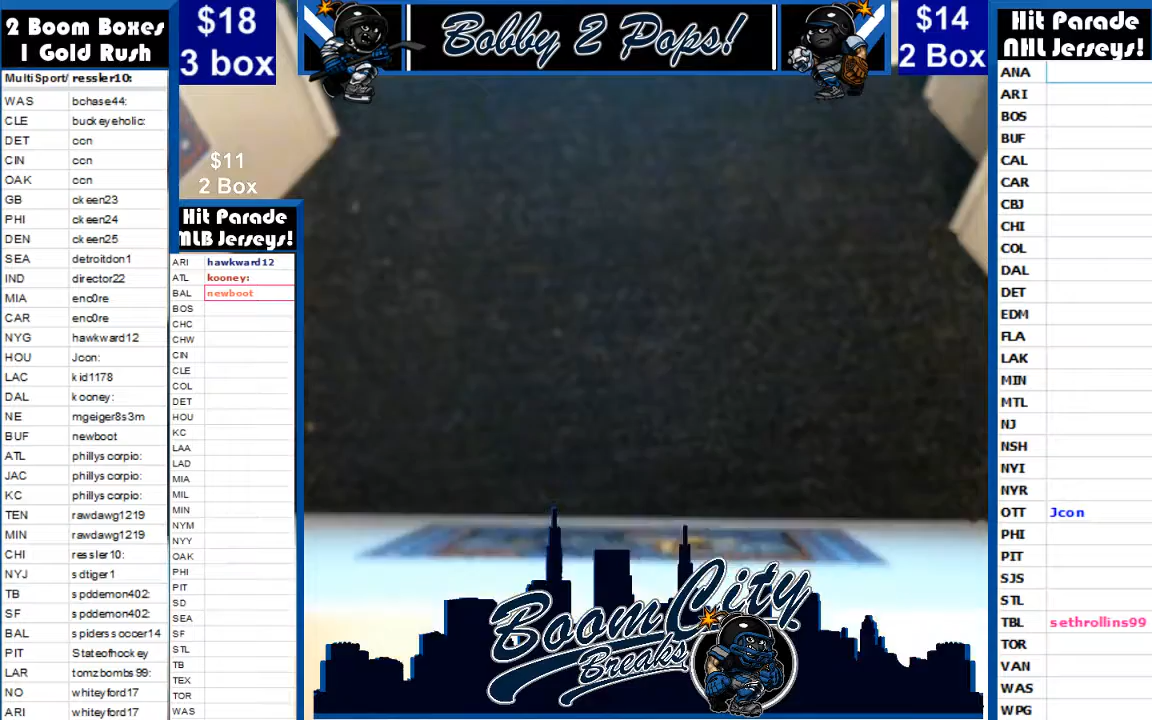 2 Boom Boxes
1 Gold Rush
MultiSport/ ressler10:
WAS bchase44:
CLE buckeyeholic:
DET ccn
CIN ccn
OAK ccn
GB ckeen23
PHI ckeen24
DEN ckeen25
SEA detroitdon1
IND director22
MIA enc0re
CAR enc0re
NYG hawkward12
HOU Jcon:
LAC kid1178
DAL kooney:
NE mgeiger8s3m
BUF newboot
ATL phillyscorpio:
JAC phillyscorpio:
KC phillyscorpio:
TEN rawdawg1219
MIN rawdawg1219
CHI ressler10:
NYJ sdtiger1
TB spddemon402:
SF spddemon402:
BAL spiderssoccer14
PIT Stateofhockey
LAR tomzbombs99:
NO whiteyford17
ARI whiteyford17
$18
3 box
$11
2 Box
Hit Parade
MLB Jerseys!
ARI hawkward12
ATL kooney:
BAL newboot
BOS
CHC
CHW
CIN
CLE
COL
DET
HOU
KC
LAA
LAD
MIA
MIL
MIN
NYM
NYY
OAK
PHI
PIT
SD
SEA
SF
STL
TB
TEX
TOR
WAS
Bobby 2 Pops!
Boom City
Breaks
$14
2 Box
Hit Parade
NHL Jerseys!
ANA
ARI
BOS
BUF
CAL
CAR
CBJ
CHI
COL
DAL
DET
EDM
FLA
LAK
MIN
MTL
NJ
NSH
NYI
NYR
OTT Jcon
PHI
PIT
SJS
STL
TBL sethrollins99
TOR
VAN
WAS
WPG